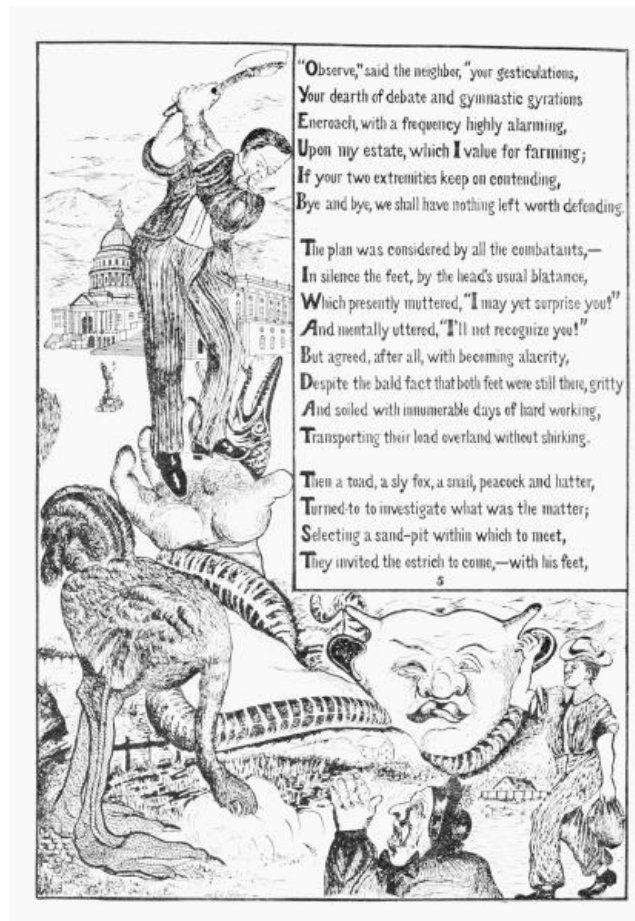 "Observe," said the neighbor, "your gesticulations,
Your dearth of debate and gymnastic gyrations
Encroach, with a frequency highly alarming,
Upon my estate, which I value for farming;
If your two extremities keep on contending,
Bye and bye, we shall have nothing left worth defending.
The plan was considered by all the combatants,—
In silence the feet, by the head's usual blatance,
Which presently muttered, "I may yet surprise you!"
And mentally uttered, "I'll not recognize you!"
But agreed, after all, with becoming alacrity,
Despite the bald fact that both feet were still there, gritty
And soiled with innumerable days of hard working,
Transporting their load overland without shirking.
Then a toad, a sly fox, a snail, peacock and hatter,
Turned-to to investigate what was the matter;
Selecting a sand-pit within which to meet,
They invited the ostrich to come,—with his feet,
5